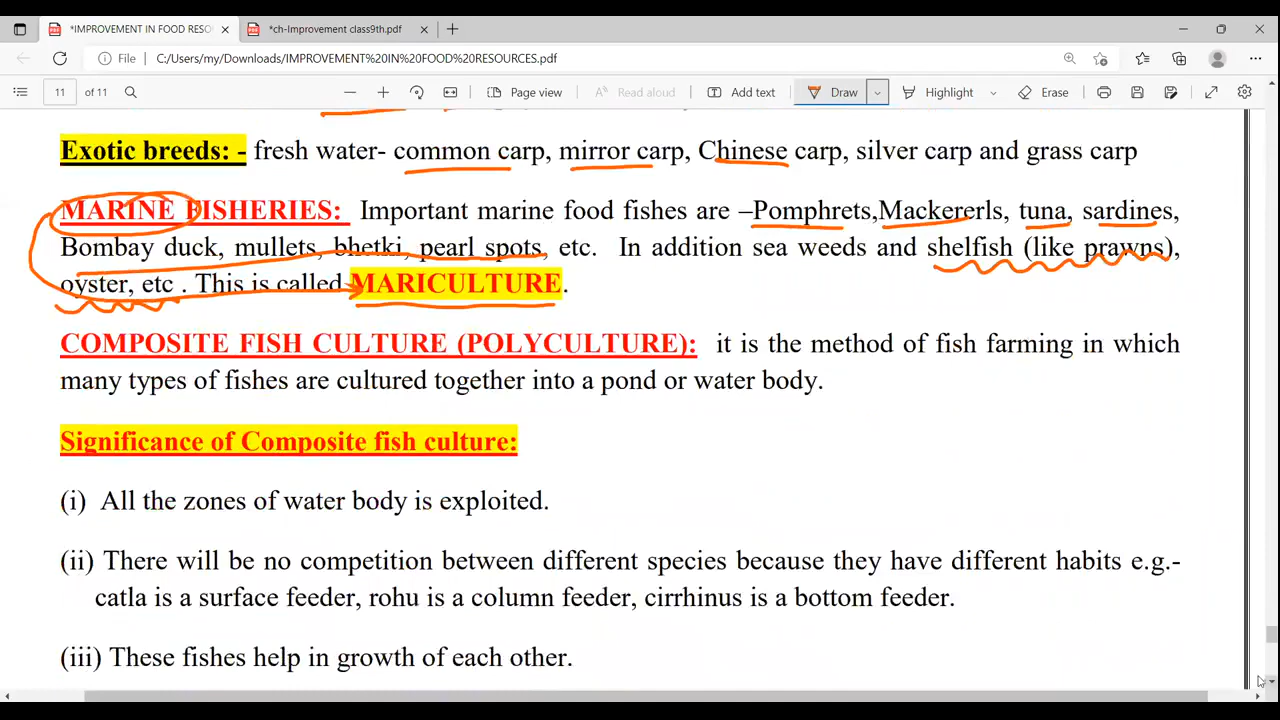 *IMPROVEMENT IN FOOD RESO
*ch-Improvement class9th.pdf
File
C:/Users/my/Downloads/IMPROVEMENT%20IN%20FOOD%20RESOURCES.pdf
11 of 11
Page view
Read aloud
Add text
Draw
Highlight
Erase
Exotic breeds: - fresh water- common carp, mirror carp, Chinese carp, silver carp and grass carp
MARINE FISHERIES: Important marine food fishes are –Pomphrets,Mackererls, tuna, sardines,
Bombay duck, mullets, bhetki, pearl spots, etc. In addition sea weeds and shelfish (like prawns),
oyster, etc . This is called MARICULTURE.
COMPOSITE FISH CULTURE (POLYCULTURE): it is the method of fish farming in which
many types of fishes are cultured together into a pond or water body.
Significance of Composite fish culture:
(i) All the zones of water body is exploited.
(ii) There will be no competition between different species because they have different habits e.g.-
catla is a surface feeder, rohu is a column feeder, cirrhinus is a bottom feeder.
(iii) These fishes help in growth of each other.